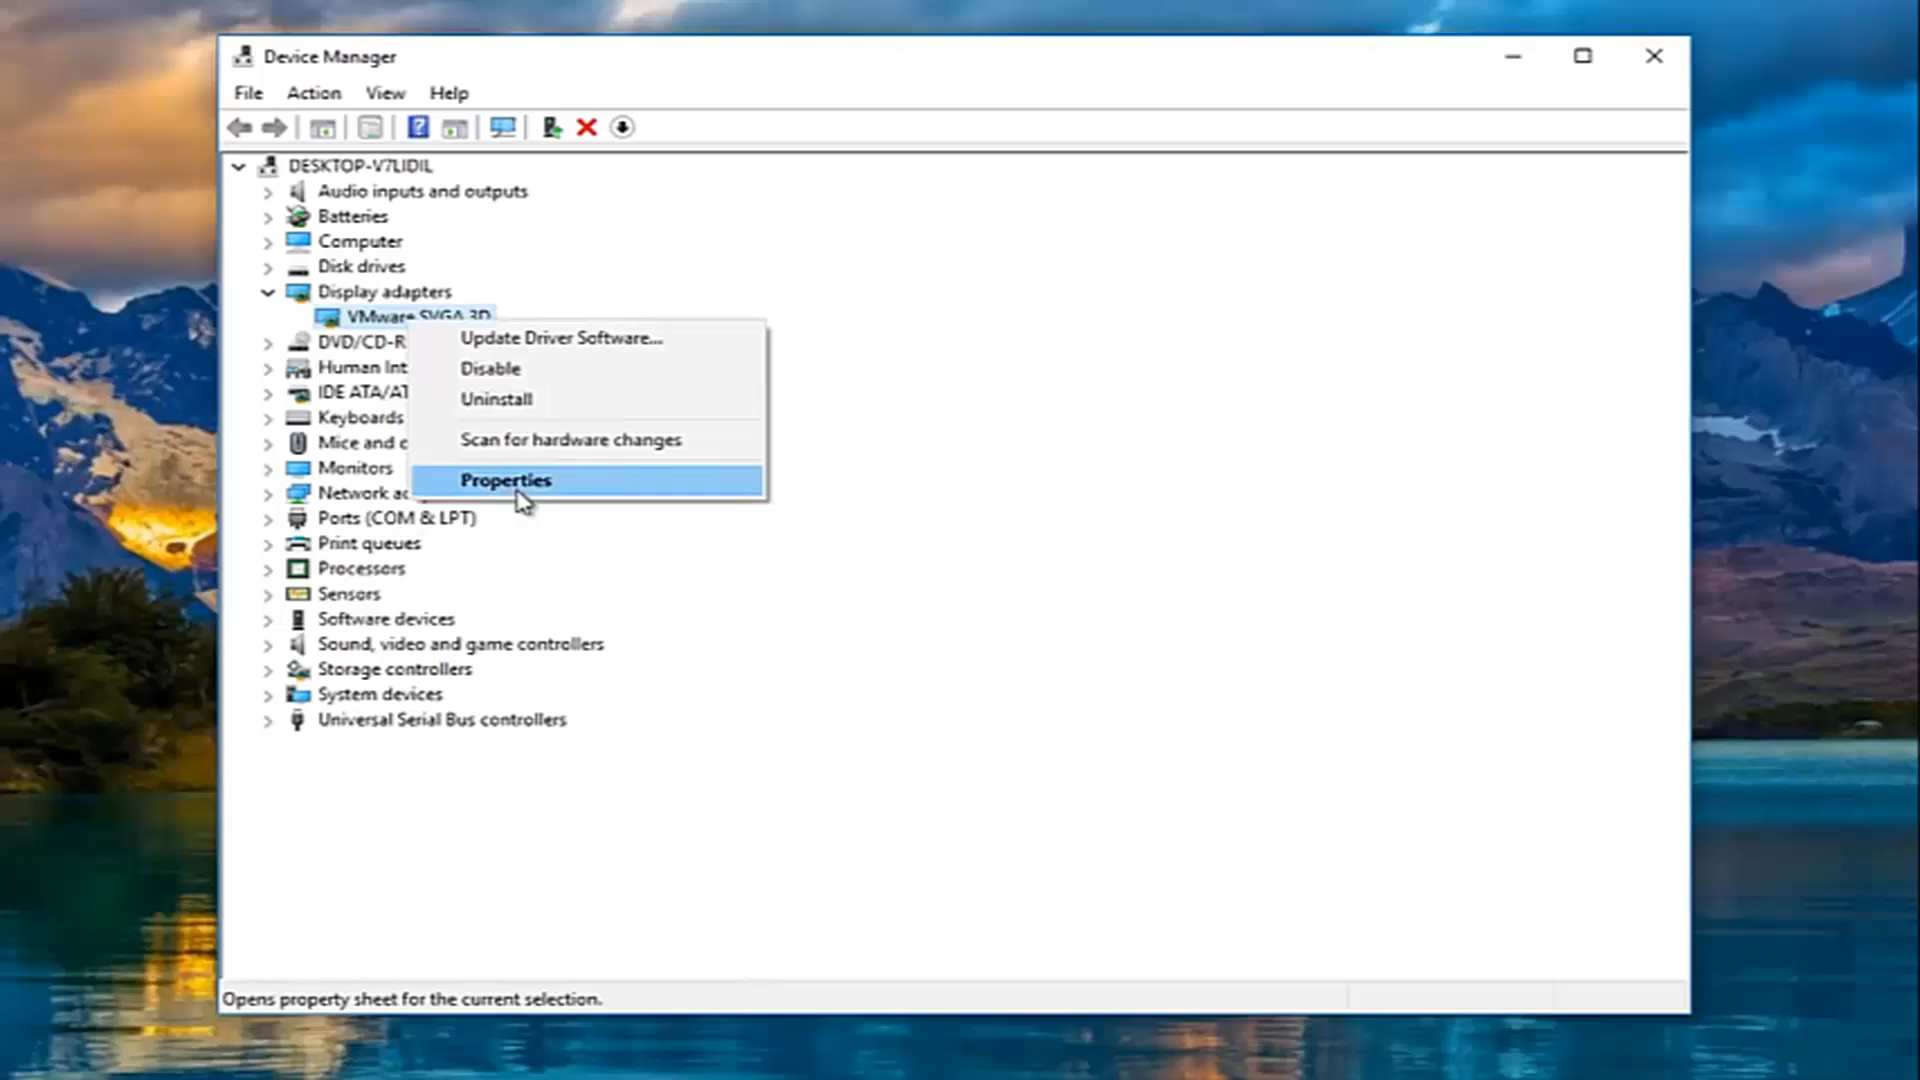 Device Manager
File Action View Help
DESKTOP-V7LIDIL
Audio inputs and outputs
Batteries
Computer
Disk drives
Display adapters
VMware SVGA 3D
Update Driver Software...
DVD/CD-R
Human Int
Disable
IDE ATA/AT
Uninstall
Keyboards
Mice and c
Scan for hardware changes
Monitors
Properties
Network ac
Ports (COM & LPT)
Print queues
Processors
Sensors
Software devices
Sound, video and game controllers
Storage controllers
System devices
Universal Serial Bus controllers
Opens property sheet for the current selection.